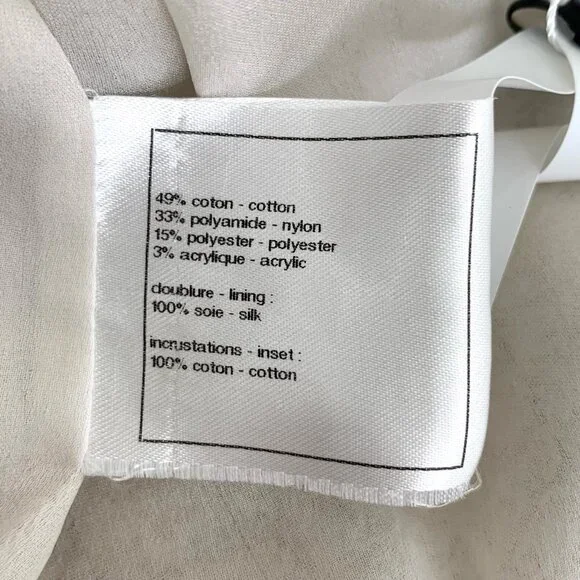 49% coton - cotton
33% polyamide - nylon
15% polyester - polyester
3% acrylique - acrylic
doublure - lining :
100% soie - silk
incrustations - inset :
100% coton - cotton